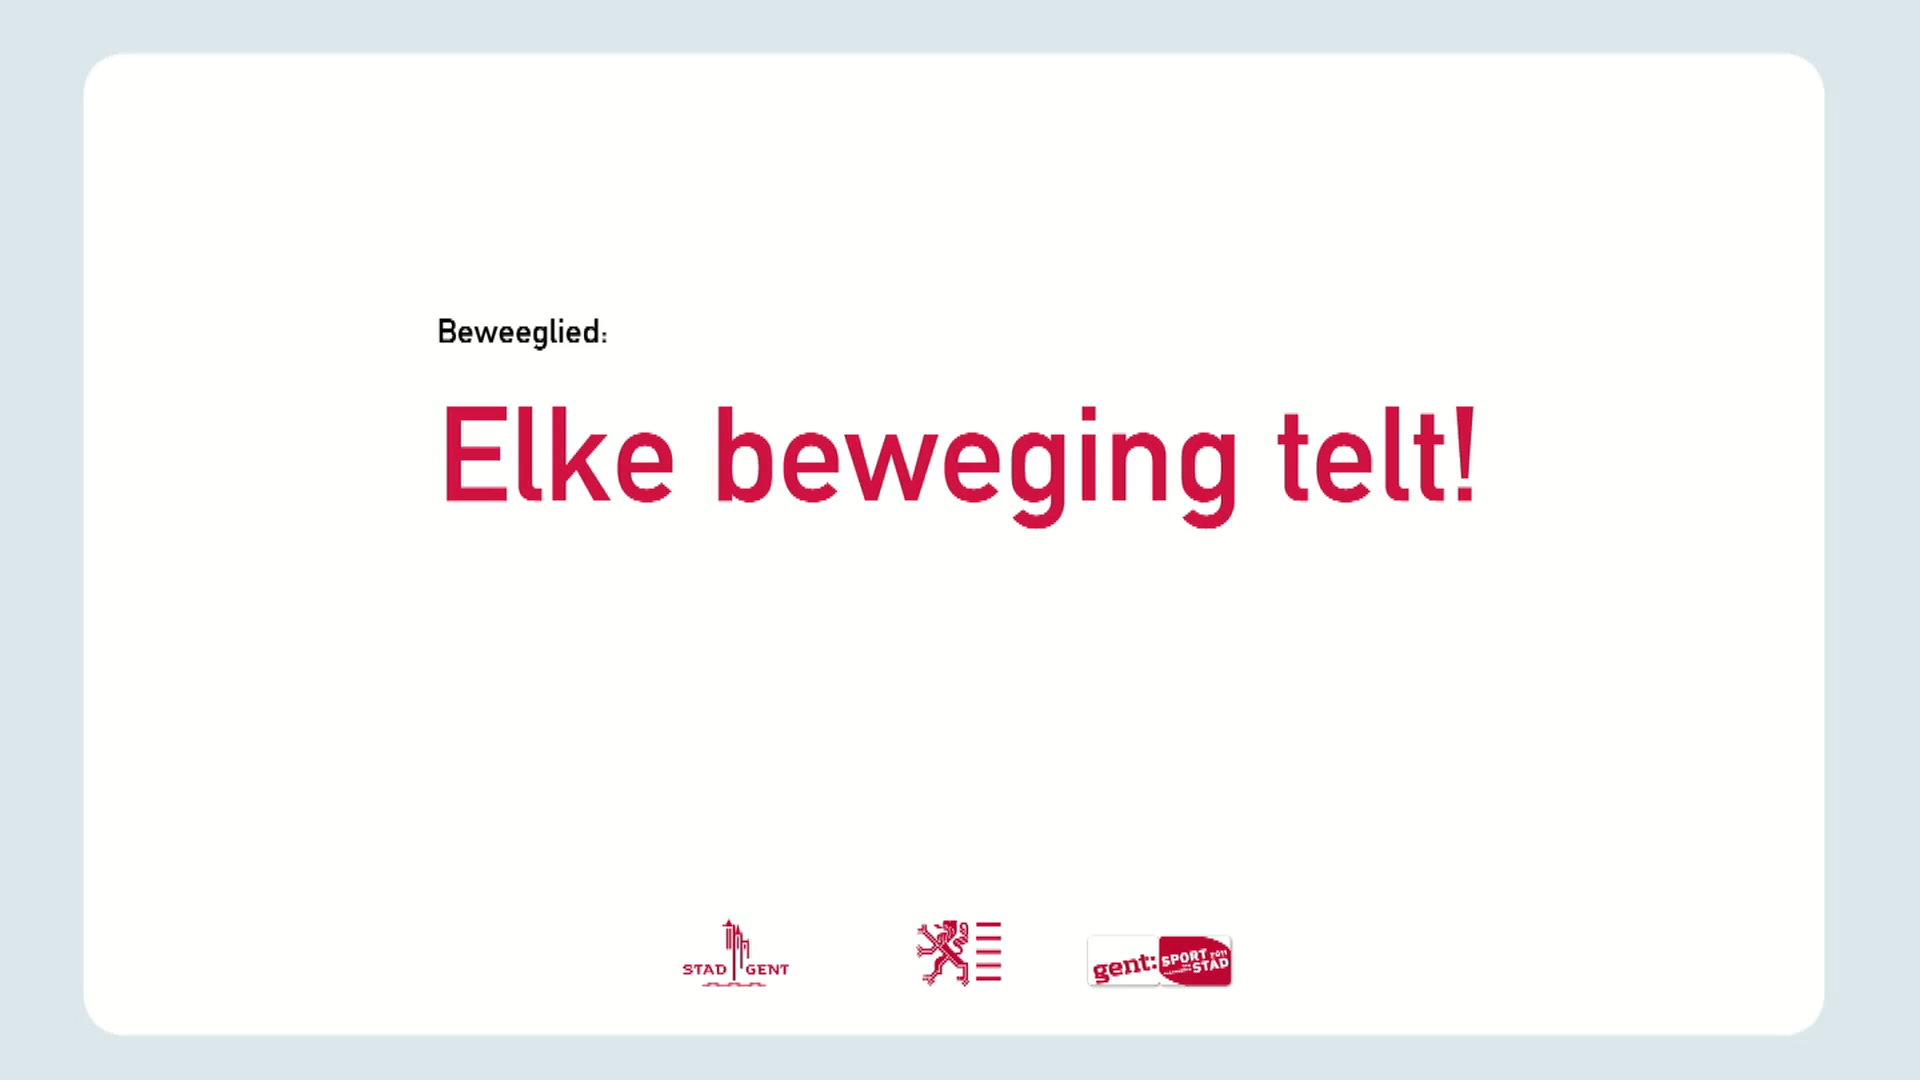 Beweeglied:
Elke beweging telt!
STAD GENT
gent: SPORT
STAD